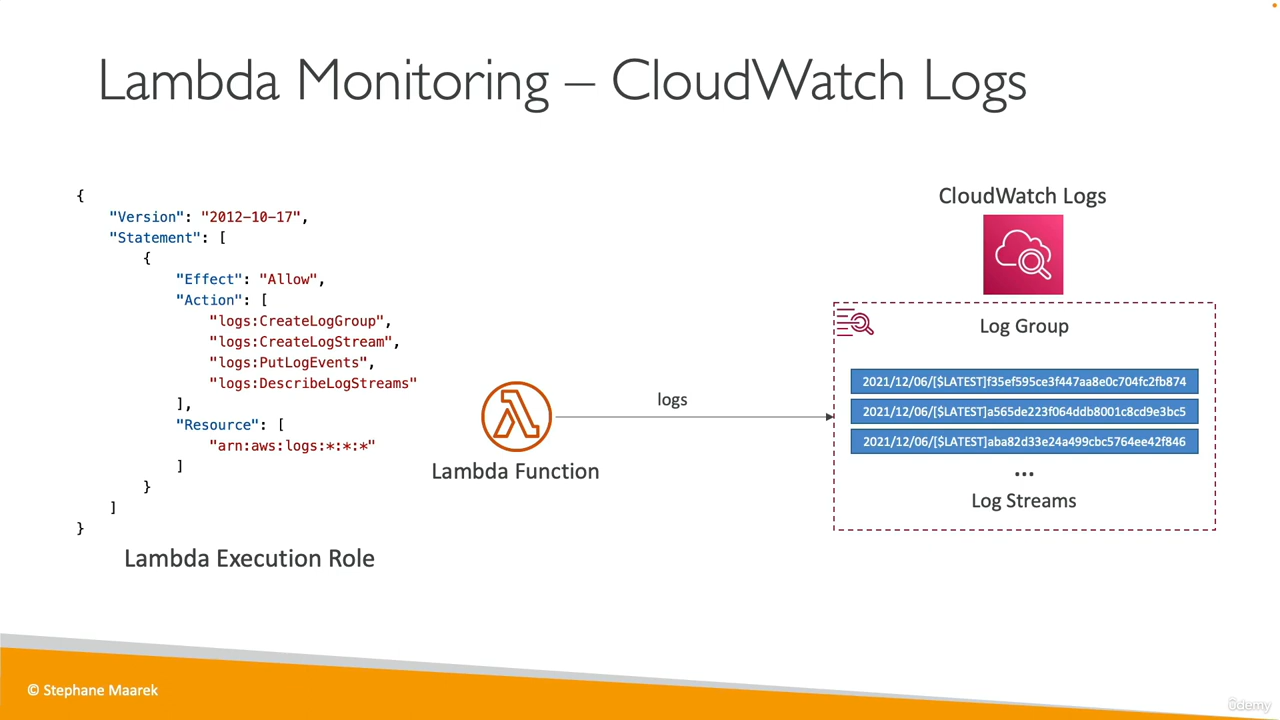 Lambda Monitoring – CloudWatch Logs
{
"Version": "2012-10-17",
"Statement": [
{
"Effect": "Allow",
"Action": [
"logs:CreateLogGroup",
"logs:CreateLogStream",
"logs:PutLogEvents",
"logs:DescribeLogStreams"
],
"Resource": [
"arn:aws:logs:*:*:*"
]
}
]
}
Lambda Execution Role
Lambda Function
logs
CloudWatch Logs
Log Group
2021/12/06/[$LATEST]f35ef595ce3f447aa8e0c704fc2fb874
2021/12/06/[$LATEST]a565de223f064ddb8001c8cd9e3bc5
2021/12/06/[$LATEST]aba82d33e24a499cbc5764ee42f846
...
Log Streams
© Stephane Maarek
ûdemy